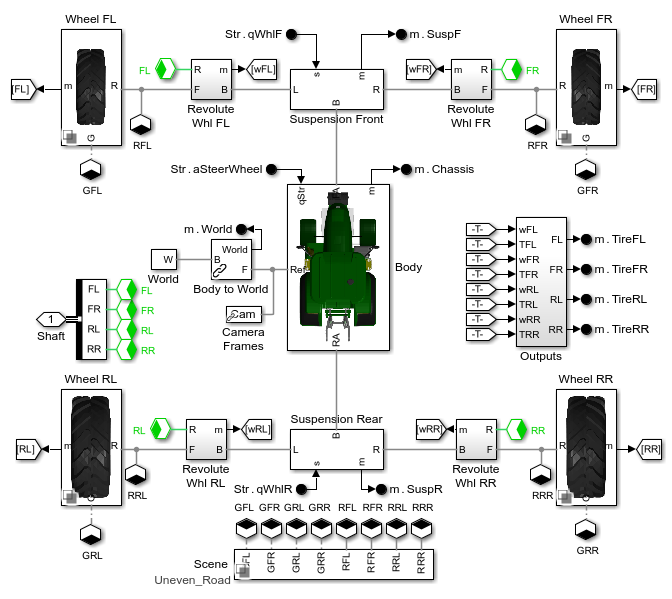 Wheel FL
Str.qWhlF
m.SuspF
Wheel FR
[FL]
m
R
G
FL
R
m
F
B
[wFL]
s
m
L
R
B
[wFR]
m
R
B
F
FR
R
m
G
[FR]
Revolute
Whl FL
Suspension Front
Revolute
Whl FR
RFL
RFR
GFL
GFR
Str.aSteerWheel
m.Chassis
qStr
FA
m
m.World
World
W
B
F
Ref
Body
World
Body to World
Cam
Camera
Frames
RA
1
Shaft
FL
FL
FR
FR
RL
RL
RR
RR
-T-
wFL
-T-
TFL
FL
m.TireFL
-T-
wFR
-T-
TFR
FR
m.TireFR
-T-
wRL
-T-
TRL
RL
m.TireRL
-T-
wRR
-T-
TRR
RR
m.TireRR
Outputs
Wheel RL
Suspension Rear
Wheel RR
[RL]
m
R
G
RL
R
m
F
B
[wRL]
B
L
R
s
m
[wRR]
m
R
B
F
RR
R
m
G
[RR]
Revolute
Whl RL
Revolute
Whl RR
RRL
RRR
Str.qWhlR
m.SuspR
GRL
GRR
GFL GFR GRL GRR RFL RFR RRL RRR
Scene
GFL GFR GRL GRR RFL RFR RRL RRR
Uneven_Road